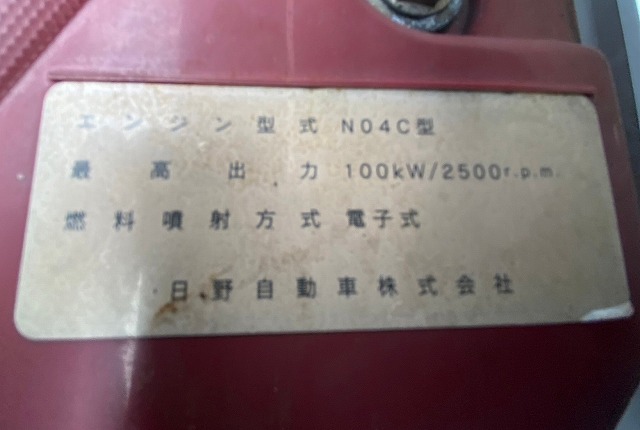 エンジン型式 N04C型
最高出力 100kW/2500r.p.m.
燃料噴射方式 電子式
日野自動車株式会社